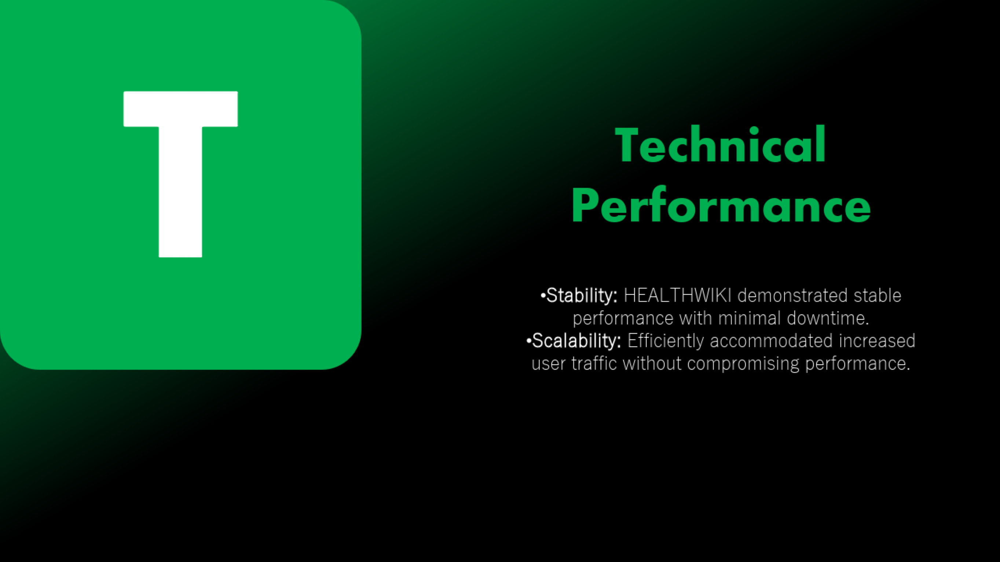 T
Technical
Performance
•Stability: HEALTHWIKI demonstrated stable
performance with minimal downtime.
•Scalability: Efficiently accommodated increased
user traffic without compromising performance.